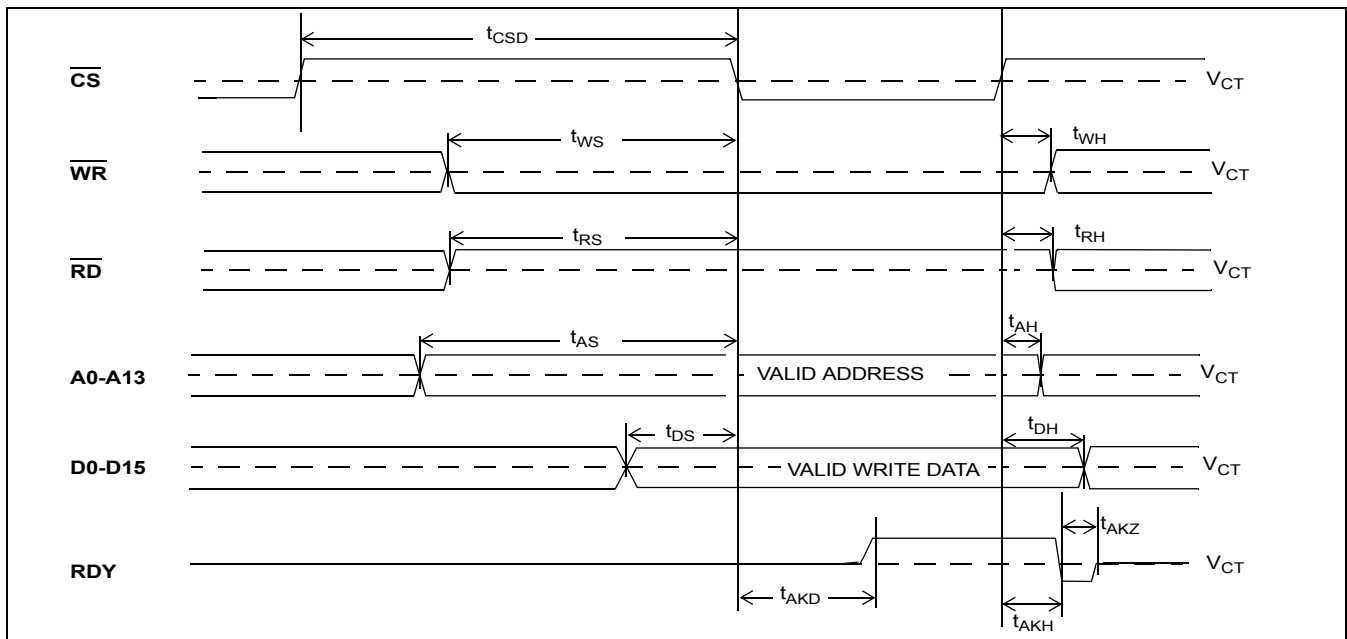 tCSD
CS VCT
tWS tWH
WR VCT
tRS tRH
RD VCT
tAS tAH
A0-A13 VALID ADDRESS VCT
tDS tDH
D0-D15 VALID WRITE DATA VCT
tAKZ
RDY VCT
tAKD tAKH